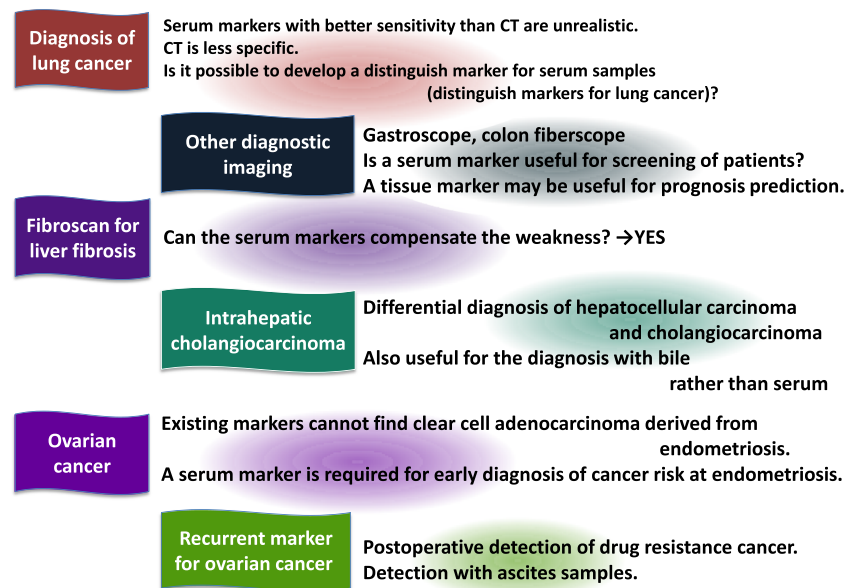 Diagnosis of
lung cancer
Serum markers with better sensitivity than CT are unrealistic.
CT is less specific.
Is it possible to develop a distinguish marker for serum samples
(distinguish markers for lung cancer)?
Other diagnostic
imaging
Gastroscope, colon fiberscope
Is a serum marker useful for screening of patients?
A tissue marker may be useful for prognosis prediction.
Fibroscan for
liver fibrosis
Can the serum markers compensate the weakness? →YES
Intrahepatic
cholangiocarcinoma
Differential diagnosis of hepatocellular carcinoma
and cholangiocarcinoma
Also useful for the diagnosis with bile
rather than serum
Ovarian
cancer
Existing markers cannot find clear cell adenocarcinoma derived from
endometriosis.
A serum marker is required for early diagnosis of cancer risk at endometriosis.
Recurrent marker
for ovarian cancer
Postoperative detection of drug resistance cancer.
Detection with ascites samples.